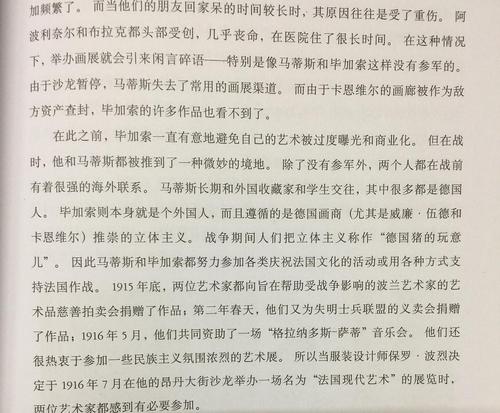 加频繁了。 而当他们的朋友回家呆的时间较长时，其原因往往是受了重伤。 阿
波利奈尔和布拉克都头部受创，几乎丧命，在医院住了很长时间。 在这种情况
下，举办画展就会引来闲言碎语——特别是像马蒂斯和毕加索这样没有参军的。
由于沙龙暂停，马蒂斯失去了常用的画展渠道。 而由于卡恩维尔的画廊被作为敌
方资产查封，毕加索的许多作品也看不到了。
在此之前，毕加索一直有意地避免自己的艺术被过度曝光和商业化。 但在战
时，他和马蒂斯都被推到了一种微妙的境地。 除了没有参军外，两个人都在战前
有着很强的海外联系。 马蒂斯长期和外国收藏家和学生交往，其中很多都是德国
人。 毕加索则本身就是个外国人，而且遵循的是德国画商（尤其是威廉·伍德和
卡恩维尔）推崇的立体主义。 战争期间人们把立体主义称作“德国猪的玩意
儿”。 因此马蒂斯和毕加索都努力参加各类庆祝法国文化的活动或用各种方式支
持法国作战。 1915 年底，两位艺术家都向旨在帮助受战争影响的波兰艺术家的艺
术品慈善拍卖会捐赠了作品；第二年春天，他们又为失明士兵联盟的义卖会捐赠
了作品；1916 年 5 月，他们共同资助了一场“格拉纳多斯-萨蒂”音乐会。 他们还
很热衷于参加一些民族主义氛围浓烈的艺术展。 所以当服装设计师保罗·波烈决
定于 1916 年 7 月在他的昂丹大街沙龙举办一场名为“法国现代艺术”的展览时，
两位艺术家都感到有必要参加。